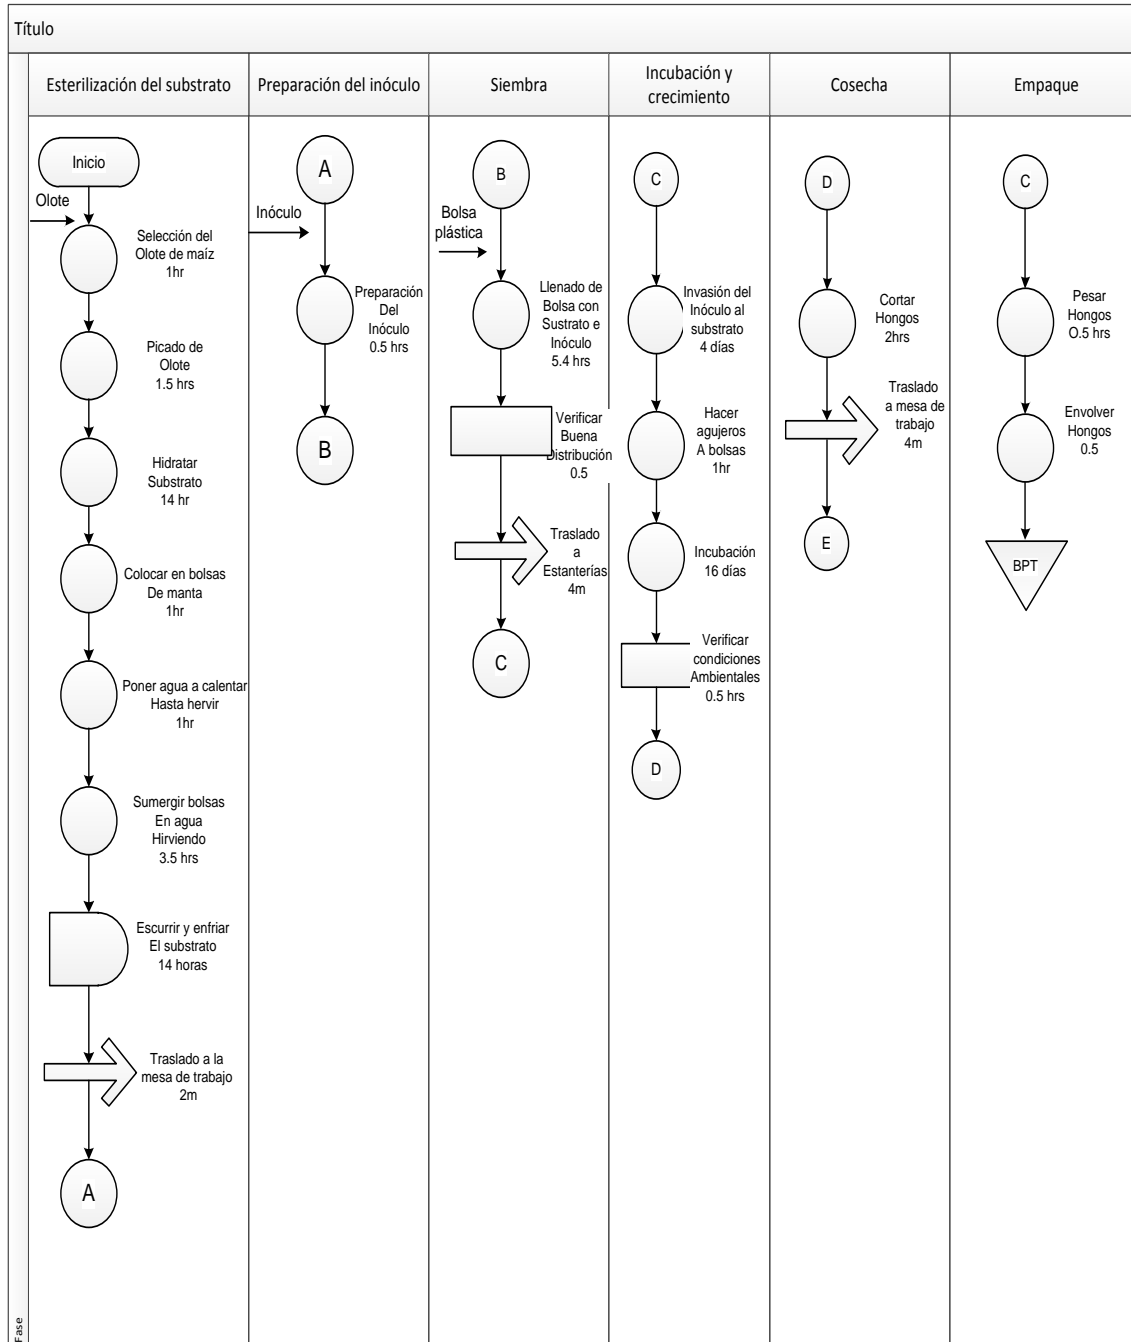 Título
Fase
Esterilización del substrato
Inicio
Olote
Selección del
Olote de maíz
1hr
Picado de
Olote
1.5 hrs
Hidratar
Substrato
14 hr
Colocar en bolsas
De manta
1hr
Poner agua a calentar
Hasta hervir
1hr
Sumergir bolsas
En agua
Hirviendo
3.5 hrs
Escurrir y enfriar
El substrato
14 horas
Traslado a la
mesa de trabajo
2m
A
Preparación del inóculo
A
Inóculo
Preparación
Del
Inóculo
0.5 hrs
B
Siembra
B
Bolsa
plástica
Llenado de
Bolsa con
Sustrato e
Inóculo
5.4 hrs
Verificar
Buena
Distribución
0.5
Traslado
a
Estanterías
4m
C
Incubación y
crecimiento
C
Invasión del
Inóculo al
substrato
4 días
Hacer
agujeros
A bolsas
1hr
Incubación
16 días
Verificar
condiciones
Ambientales
0.5 hrs
D
Cosecha
D
Cortar
Hongos
2hrs
Traslado
a mesa de
trabajo
4m
E
Empaque
C
Pesar
Hongos
O.5 hrs
Envolver
Hongos
0.5
BPT